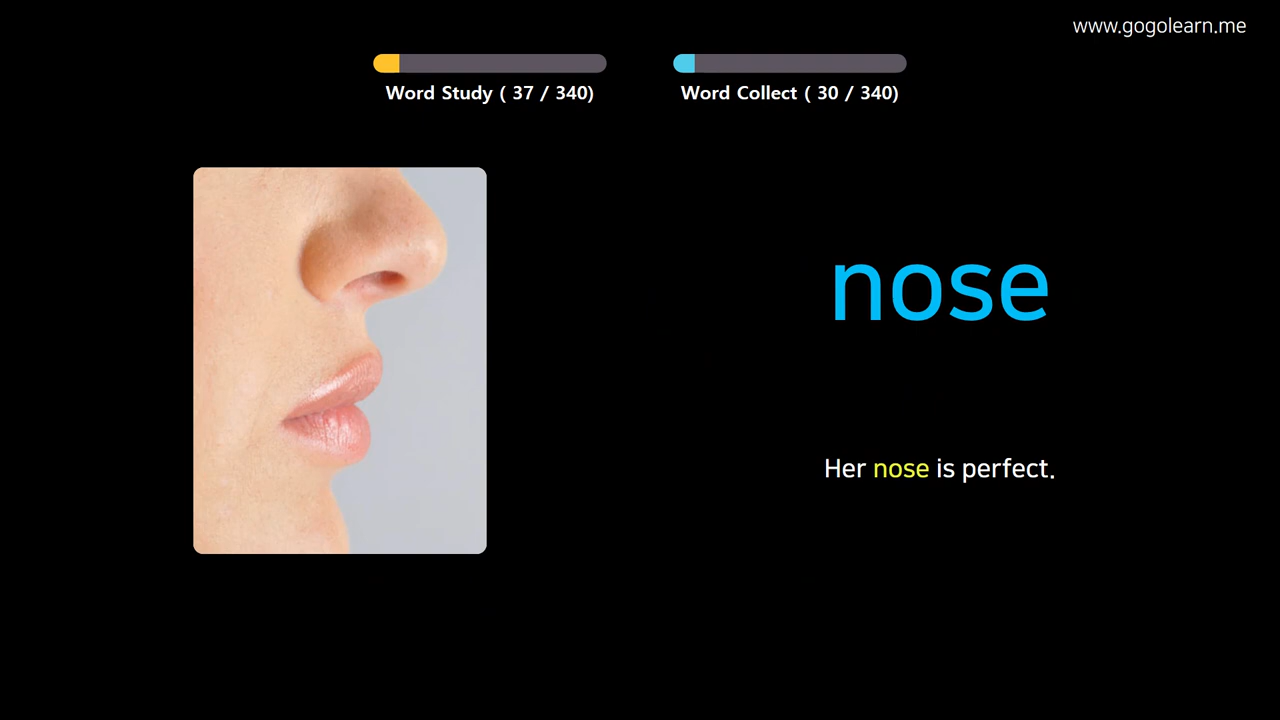 www.gogolearn.me
Word Study ( 37 / 340)
Word Collect ( 30 / 340)
nose
Her nose is perfect.